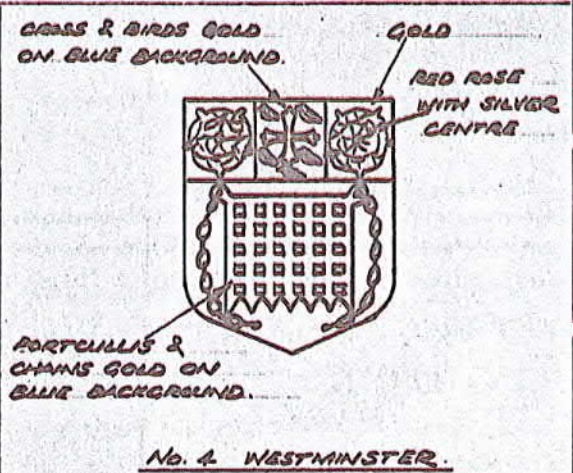 CROSS & BIRDS GOLD
ON BLUE BACKGROUND.
GOLD
RED ROSE
WITH SILVER
CENTRE
PORTCULLIS &
CHAINS GOLD ON
BLUE BACKGROUND.
No. 4 WESTMINSTER.